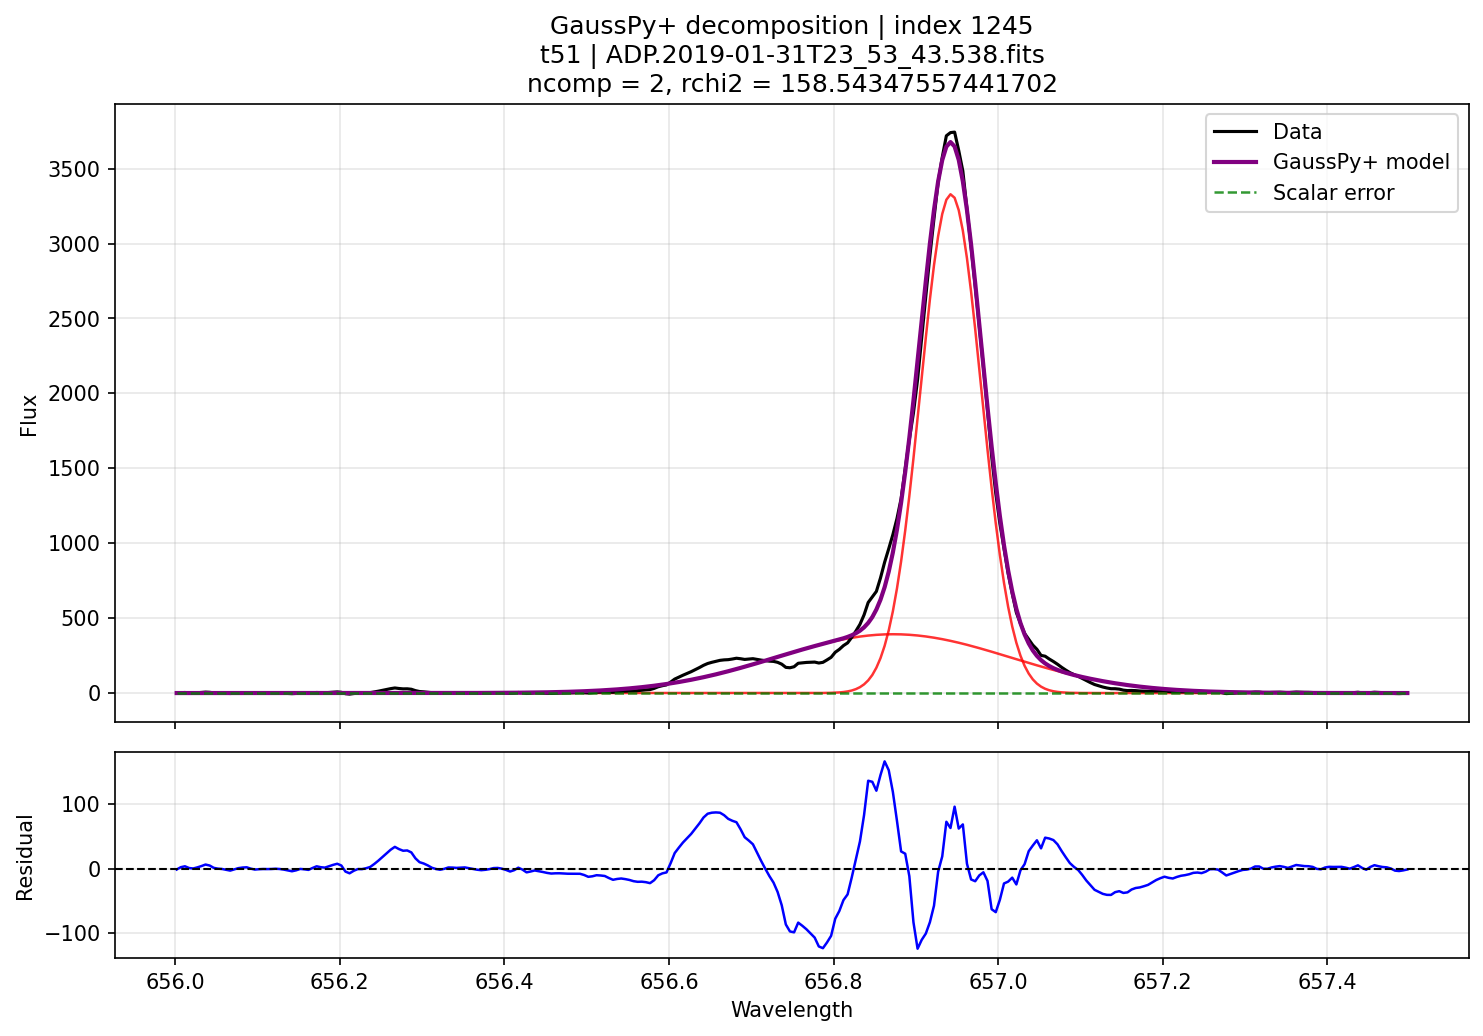 GaussPy+ decomposition | index 1245
t51 | ADP.2019-01-31T23_53_43.538.fits
ncomp = 2, rchi2 = 158.54347557441702
Data
GaussPy+ model
Scalar error
Flux
3500
3000
2500
2000
1500
1000
500
0
Residual
100
0
−100
656.0 656.2 656.4 656.6 656.8 657.0 657.2 657.4
Wavelength